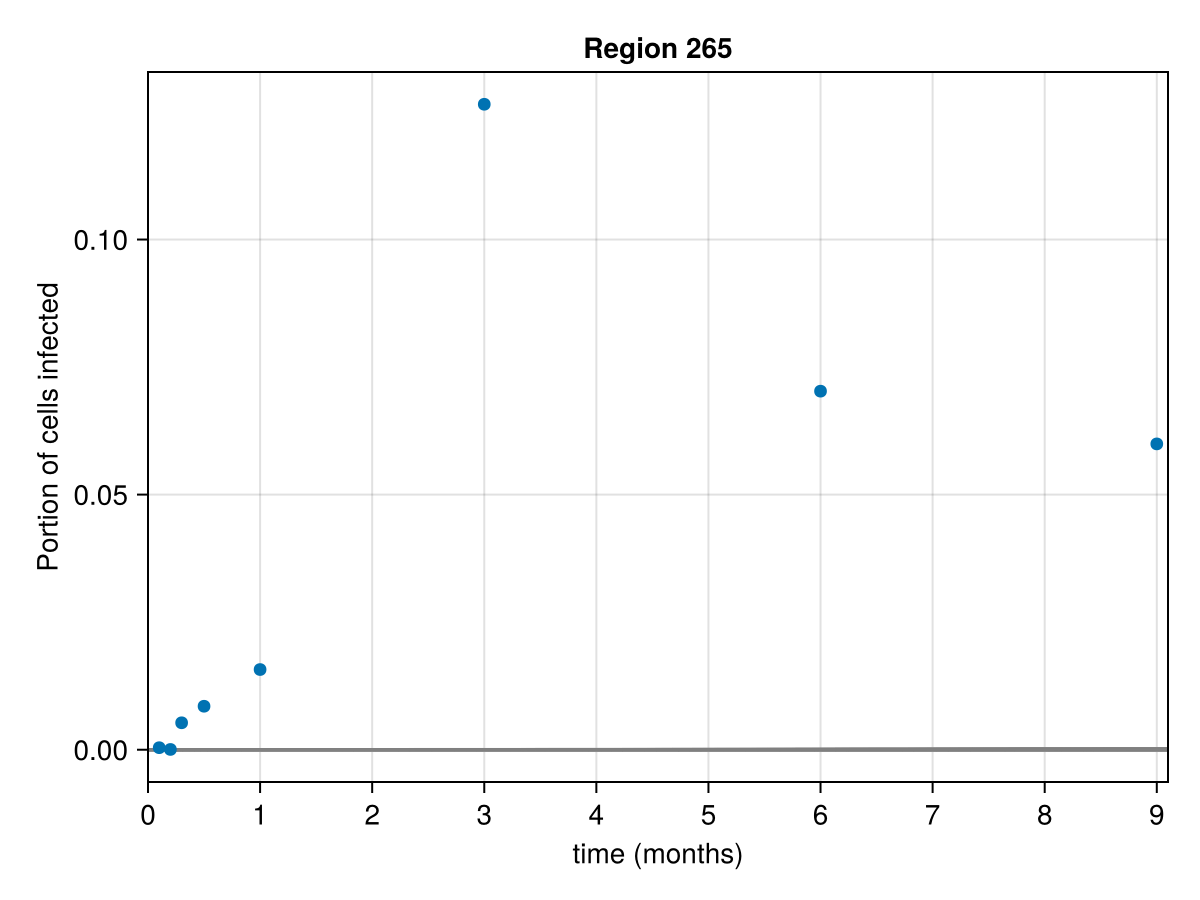 Region 265
Portion of cells infected
0.10
0.05
0.00
0 1 2 3 4 5 6 7 8 9
time (months)